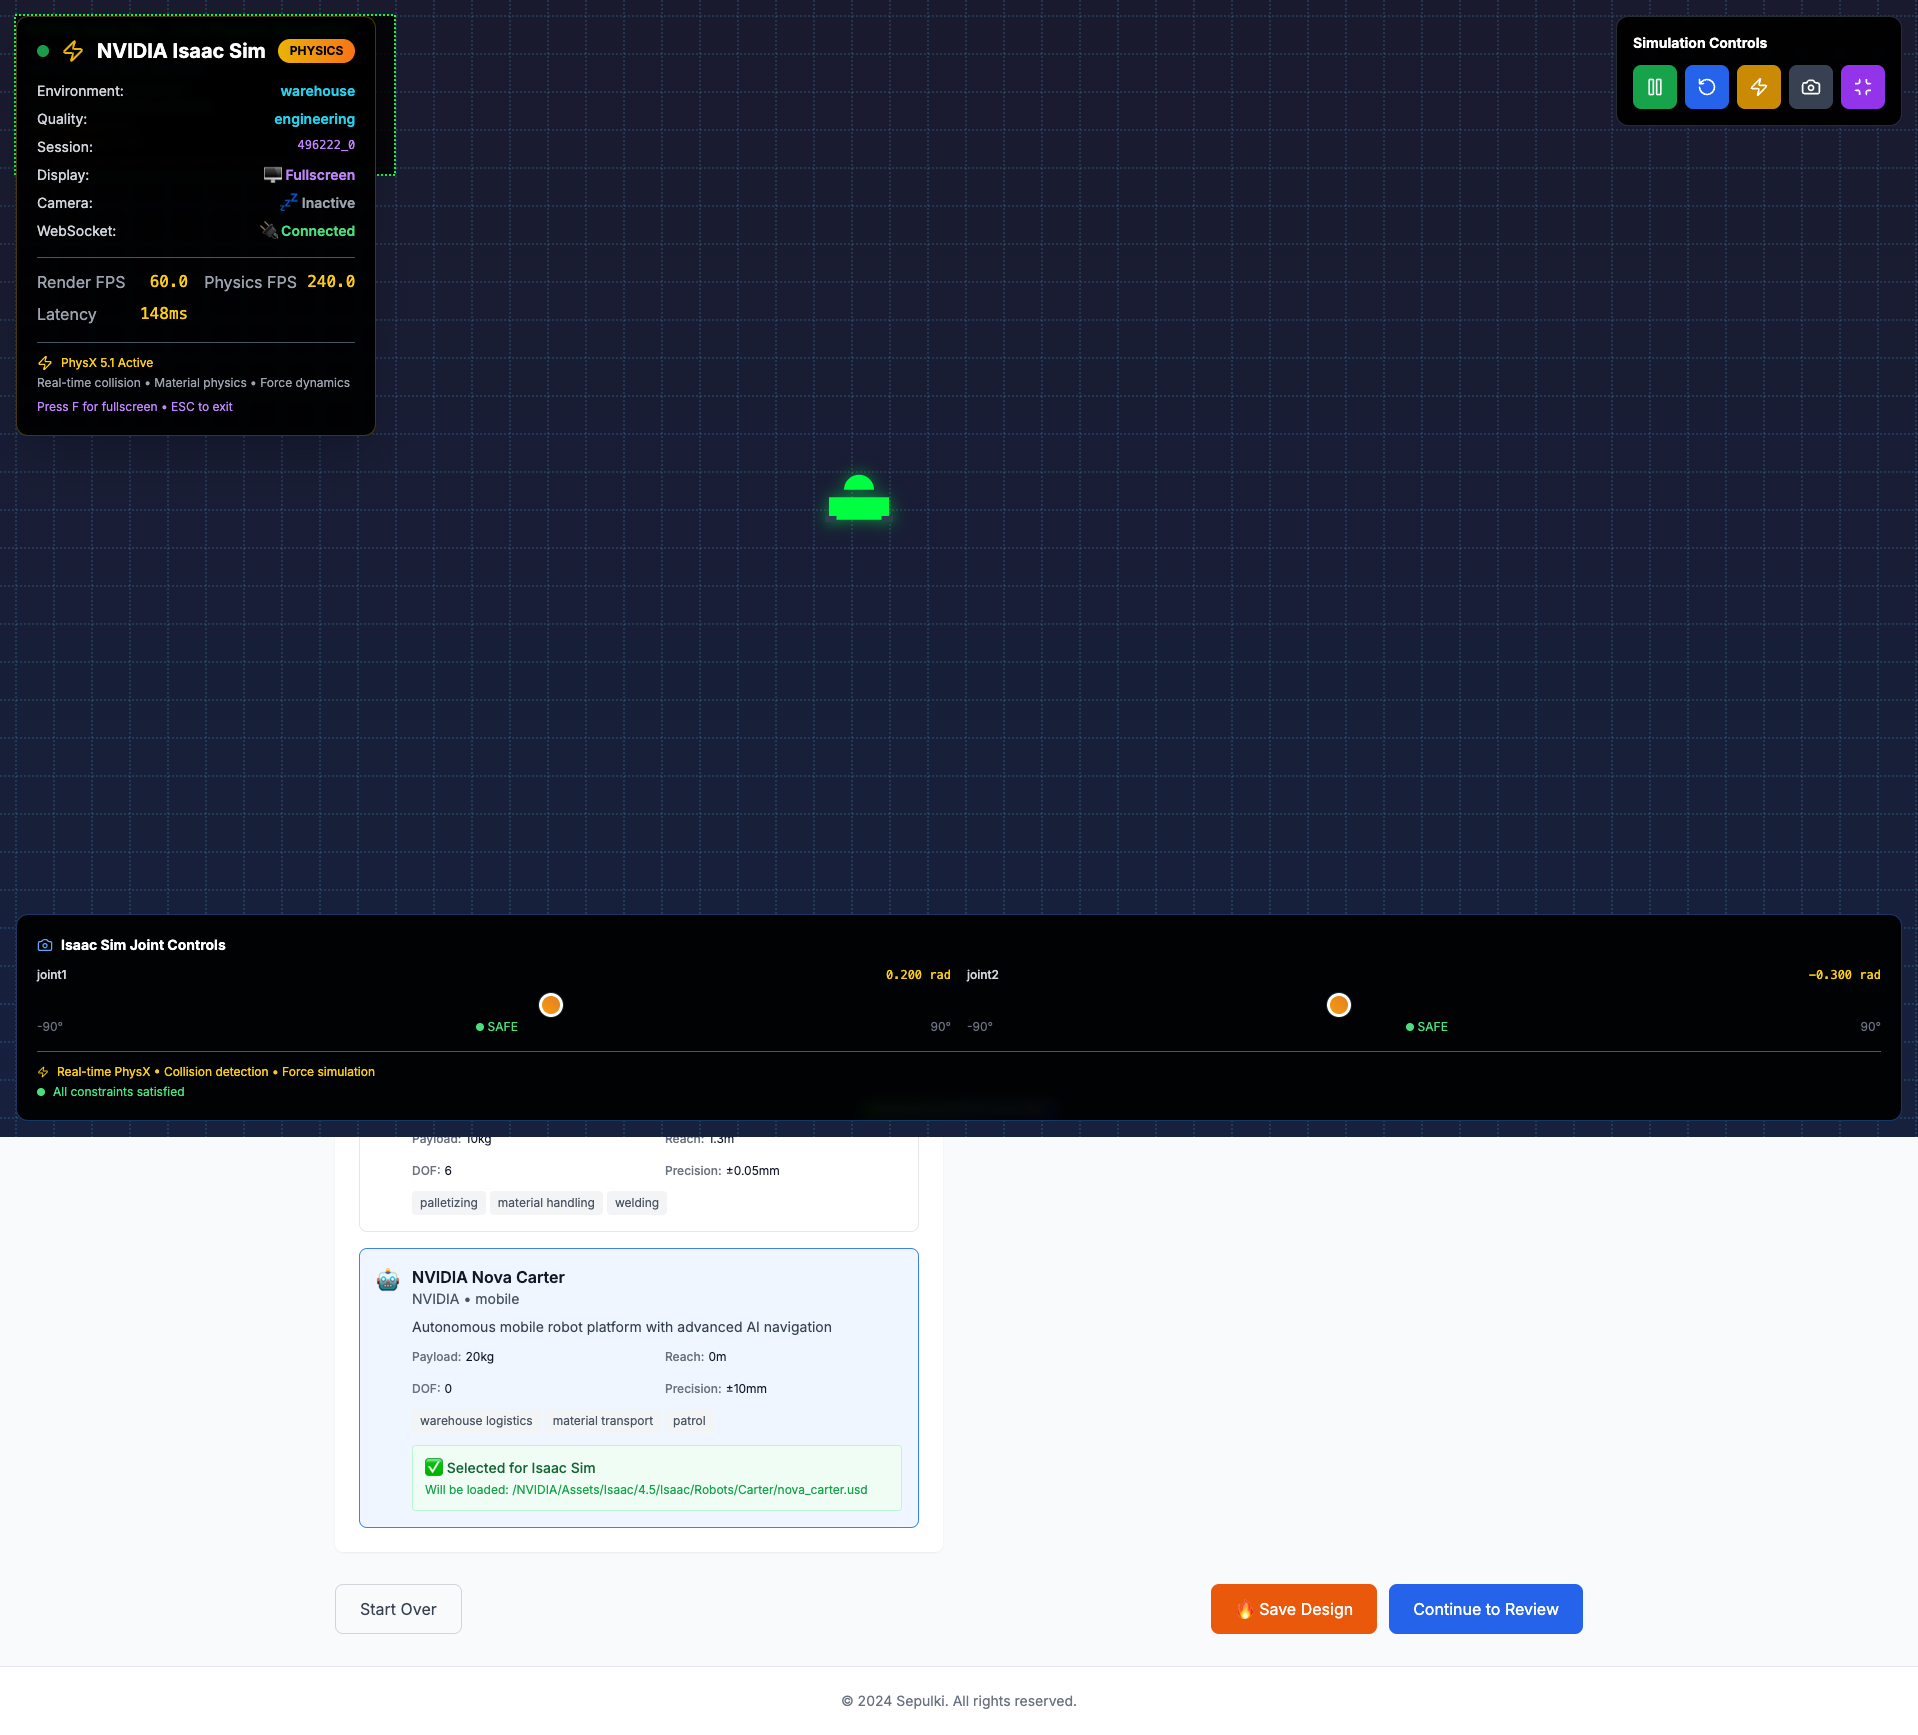 NVIDIA Isaac Sim PHYSICS
Environment: warehouse
Quality: engineering
Session: 496222_0
Display: Fullscreen
Camera: Inactive
WebSocket: Connected
Render FPS 60.0 Physics FPS 240.0
Latency 148ms
PhysX 5.1 Active
Real-time collision • Material physics • Force dynamics
Press F for fullscreen • ESC to exit
Simulation Controls
Isaac Sim Joint Controls
joint1 0.200 rad
-90° SAFE 90°
joint2 -0.300 rad
-90° SAFE 90°
Real-time PhysX • Collision detection • Force simulation
All constraints satisfied
Payload: 10kg Reach: 1.3m
DOF: 6 Precision: ±0.05mm
palletizing material handling welding
NVIDIA Nova Carter
NVIDIA • mobile
Autonomous mobile robot platform with advanced AI navigation
Payload: 20kg Reach: 0m
DOF: 0 Precision: ±10mm
warehouse logistics material transport patrol
Selected for Isaac Sim
Will be loaded: /NVIDIA/Assets/Isaac/4.5/Isaac/Robots/Carter/nova_carter.usd
Start Over
Save Design
Continue to Review
© 2024 Sepulki. All rights reserved.